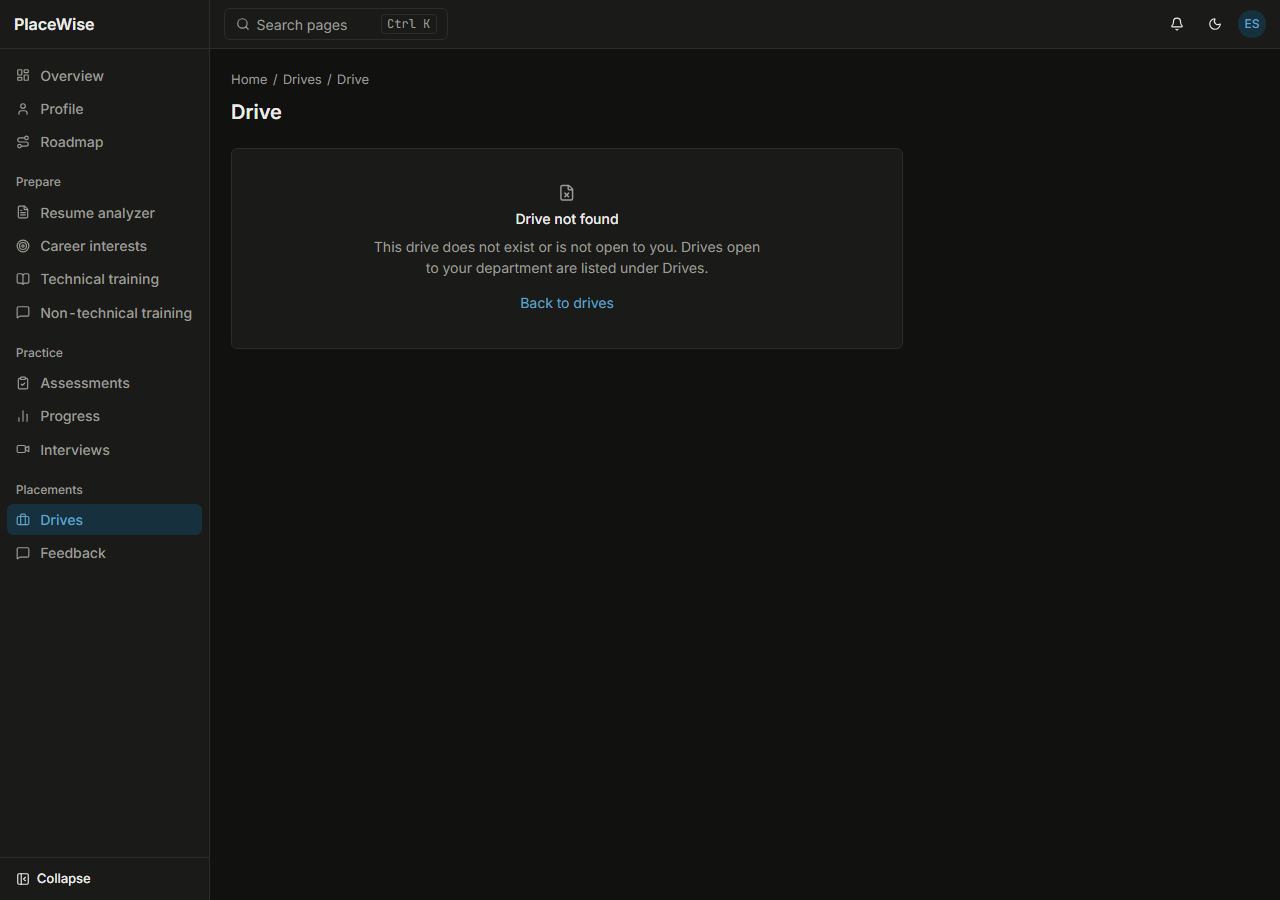 PlaceWise
Search pages
Ctrl K
ES
Overview
Profile
Roadmap
Prepare
Resume analyzer
Career interests
Technical training
Non-technical training
Practice
Assessments
Progress
Interviews
Placements
Drives
Feedback
Collapse
Home / Drives / Drive
Drive
Drive not found
This drive does not exist or is not open to you. Drives open
to your department are listed under Drives.
Back to drives